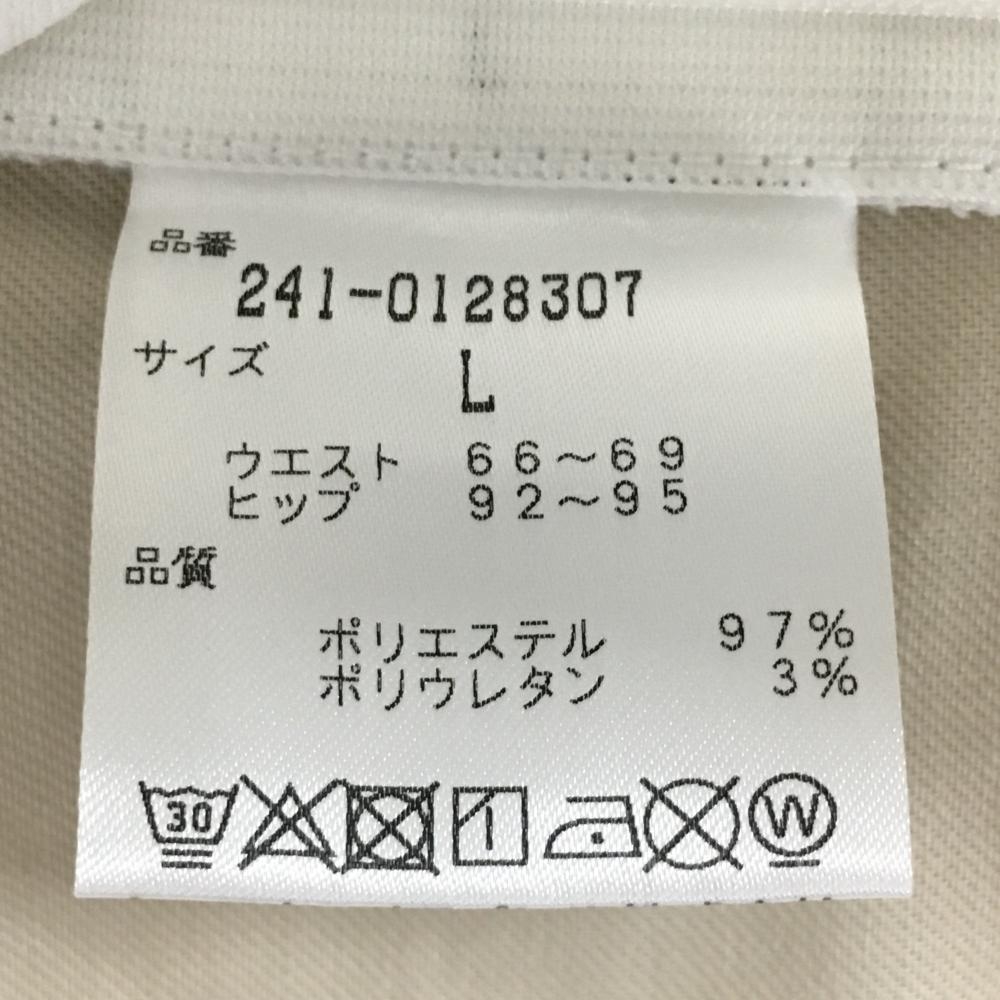 品番
241-0128307
サイズ
L
ウエスト 66～69
ヒップ 92～95
品質
ポリエステル 97%
ポリウレタン 3%
30 W